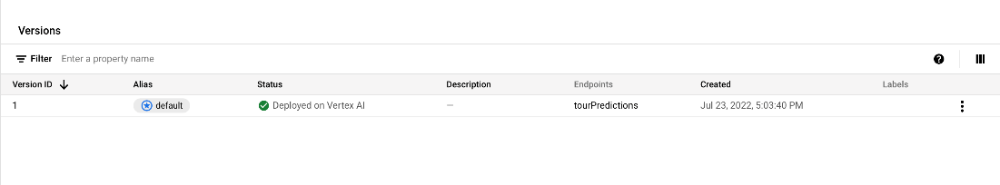 Versions
Filter Enter a property name
Version ID Alias Status Description Endpoints Created Labels
1 default Deployed on Vertex AI — tourPredictions Jul 23, 2022, 5:03:40 PM